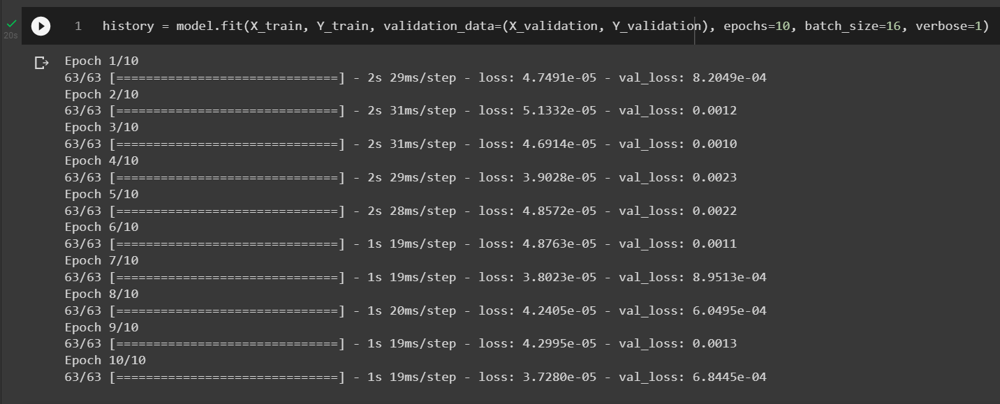 20s
1 history = model.fit(X_train, Y_train, validation_data=(X_validation, Y_validation), epochs=10, batch_size=16, verbose=1)
Epoch 1/10
63/63 [==============================] - 2s 29ms/step - loss: 4.7491e-05 - val_loss: 8.2049e-04
Epoch 2/10
63/63 [==============================] - 2s 31ms/step - loss: 5.1332e-05 - val_loss: 0.0012
Epoch 3/10
63/63 [==============================] - 2s 31ms/step - loss: 4.6914e-05 - val_loss: 0.0010
Epoch 4/10
63/63 [==============================] - 2s 29ms/step - loss: 3.9028e-05 - val_loss: 0.0023
Epoch 5/10
63/63 [==============================] - 2s 28ms/step - loss: 4.8572e-05 - val_loss: 0.0022
Epoch 6/10
63/63 [==============================] - 1s 19ms/step - loss: 4.8763e-05 - val_loss: 0.0011
Epoch 7/10
63/63 [==============================] - 1s 19ms/step - loss: 3.8023e-05 - val_loss: 8.9513e-04
Epoch 8/10
63/63 [==============================] - 1s 20ms/step - loss: 4.2405e-05 - val_loss: 6.0495e-04
Epoch 9/10
63/63 [==============================] - 1s 19ms/step - loss: 4.2995e-05 - val_loss: 0.0013
Epoch 10/10
63/63 [==============================] - 1s 19ms/step - loss: 3.7280e-05 - val_loss: 6.8445e-04